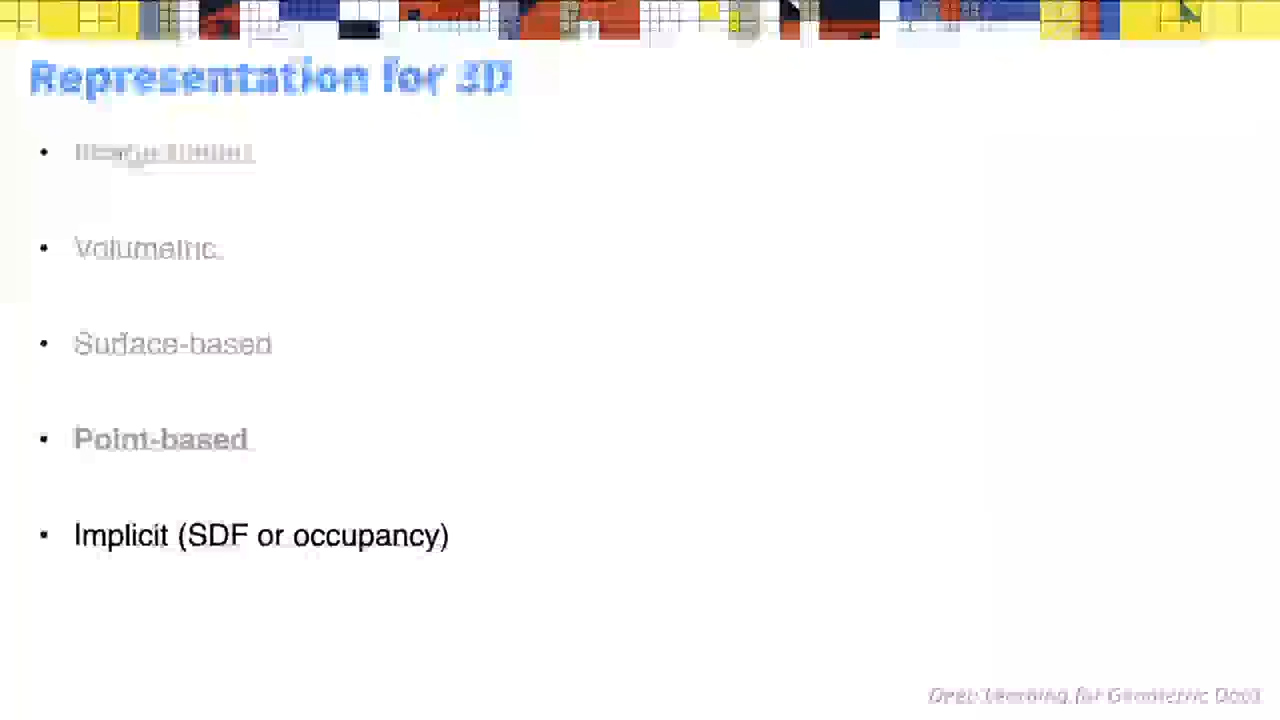 Representation for 3D
• Image-based
• Volumetric
• Surface-based
• Point-based
• Implicit (SDF or occupancy)
Deep Learning for Geometric Data